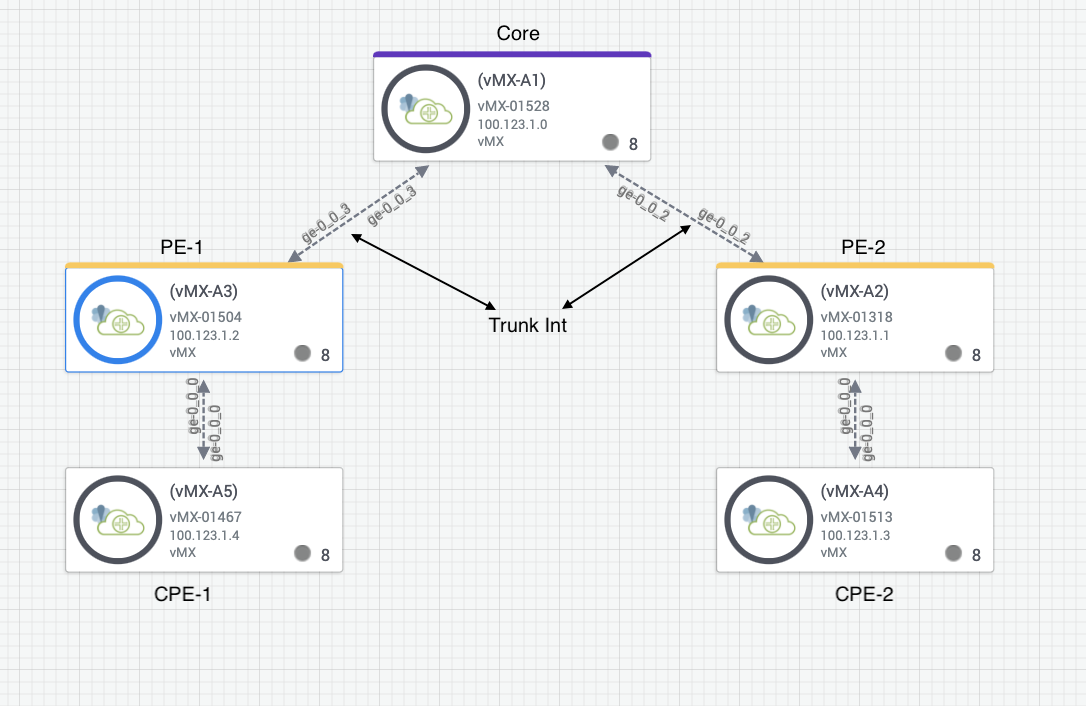 Core
(vMX-A1)
vMX-01528
100.123.1.0
vMX
8
ge-0_0_3
ge-0_0_3
ge-0_0_2
ge-0_0_2
PE-1
(vMX-A3)
vMX-01504
100.123.1.2
vMX
8
Trunk Int
PE-2
(vMX-A2)
vMX-01318
100.123.1.1
vMX
8
ge-0_0_0
ge-0_0_0
ge-0_0_0
ge-0_0_0
(vMX-A5)
vMX-01467
100.123.1.4
vMX
8
CPE-1
(vMX-A4)
vMX-01513
100.123.1.3
vMX
8
CPE-2